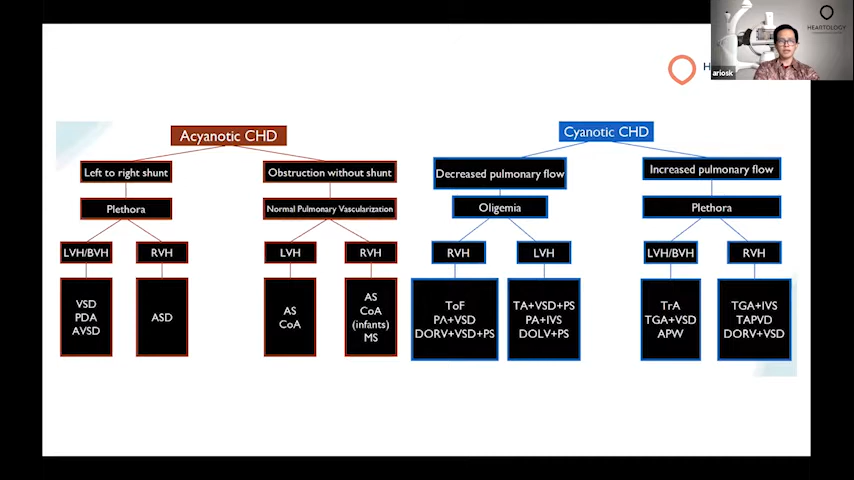 HEARTOLOGY
ariosk
H
Acyanotic CHD
Cyanotic CHD
Left to right shunt
Obstruction without shunt
Decreased pulmonary flow
Increased pulmonary flow
Plethora
Normal Pulmonary Vascularization
Oligemia
Plethora
LVH/BVH
RVH
LVH
RVH
RVH
LVH
LVH/BVH
RVH
VSD
PDA
AVSD
ASD
AS
CoA
AS
CoA
(infants)
MS
ToF
PA+VSD
DORV+VSD+PS
TA+VSD+PS
PA+IVS
DOLV+PS
TrA
TGA+VSD
APW
TGA+IVS
TAPVD
DORV+VSD